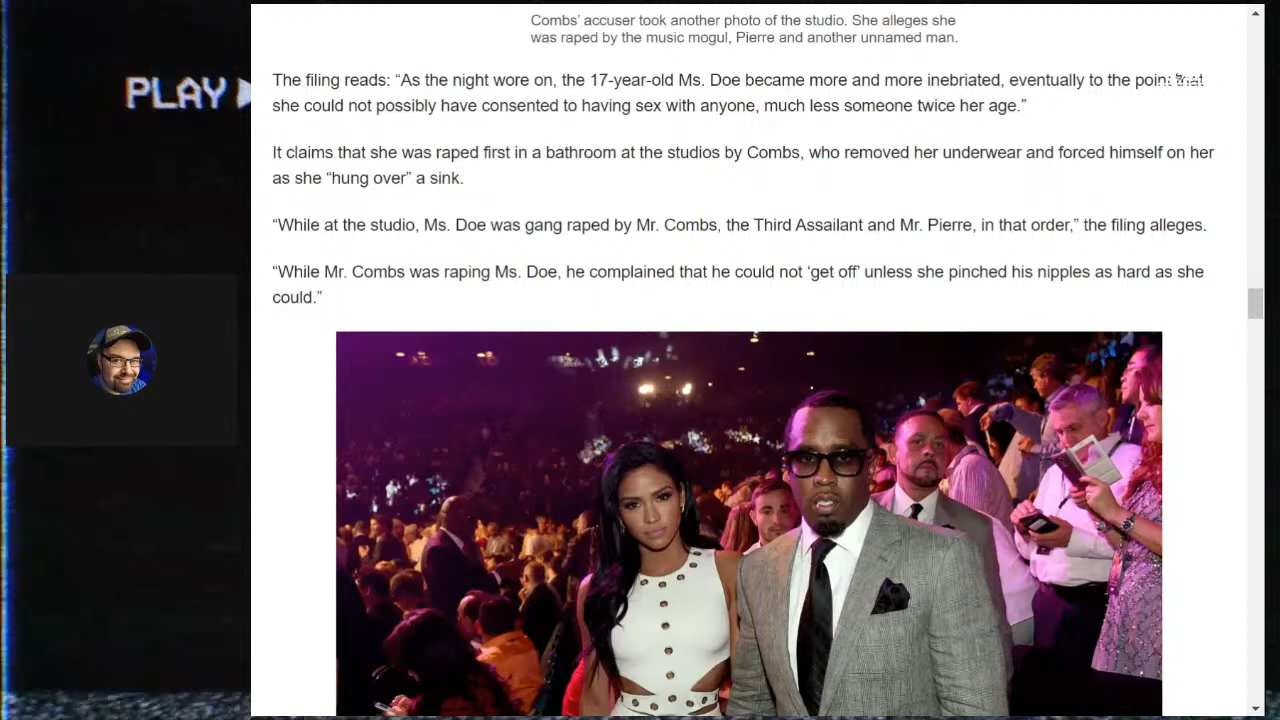 Combs’ accuser took another photo of the studio. She alleges she
was raped by the music mogul, Pierre and another unnamed man.
PLAY
The filing reads: “As the night wore on, the 17-year-old Ms. Doe became more and more inebriated, eventually to the point that
she could not possibly have consented to having sex with anyone, much less someone twice her age.”
It claims that she was raped first in a bathroom at the studios by Combs, who removed her underwear and forced himself on her
as she “hung over” a sink.
“While at the studio, Ms. Doe was gang raped by Mr. Combs, the Third Assailant and Mr. Pierre, in that order,” the filing alleges.
“While Mr. Combs was raping Ms. Doe, he complained that he could not ‘get off’ unless she pinched his nipples as hard as she
could.”